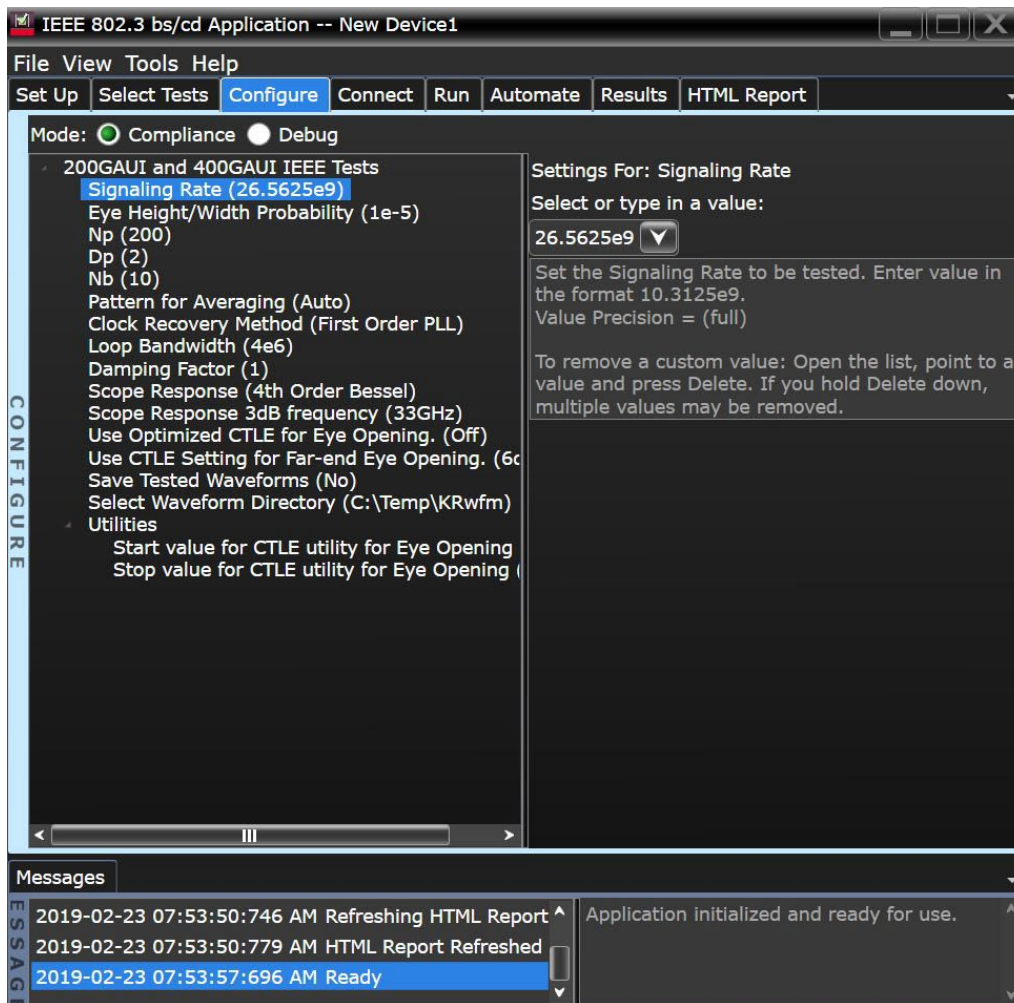 IEEE 802.3 bs/cd Application -- New Device1
File View Tools Help
Set Up Select Tests Configure Connect Run Automate Results HTML Report
Mode: Compliance Debug
200GAUI and 400GAUI IEEE Tests
Signaling Rate (26.5625e9)
Eye Height/Width Probability (1e-5)
Np (200)
Dp (2)
Nb (10)
Pattern for Averaging (Auto)
Clock Recovery Method (First Order PLL)
Loop Bandwidth (4e6)
Damping Factor (1)
Scope Response (4th Order Bessel)
Scope Response 3dB frequency (33GHz)
Use Optimized CTLE for Eye Opening. (Off)
Use CTLE Setting for Far-end Eye Opening. (6d
Save Tested Waveforms (No)
Select Waveform Directory (C:\Temp\KRwfm)
Utilities
Start value for CTLE utility for Eye Opening
Stop value for CTLE utility for Eye Opening (
CONFIGURE
Settings For: Signaling Rate
Select or type in a value:
26.5625e9
Set the Signaling Rate to be tested. Enter value in
the format 10.3125e9.
Value Precision = (full)
To remove a custom value: Open the list, point to a
value and press Delete. If you hold Delete down,
multiple values may be removed.
Messages
ESSAG
2019-02-23 07:53:50:746 AM Refreshing HTML Report
2019-02-23 07:53:50:779 AM HTML Report Refreshed
2019-02-23 07:53:57:696 AM Ready
Application initialized and ready for use.